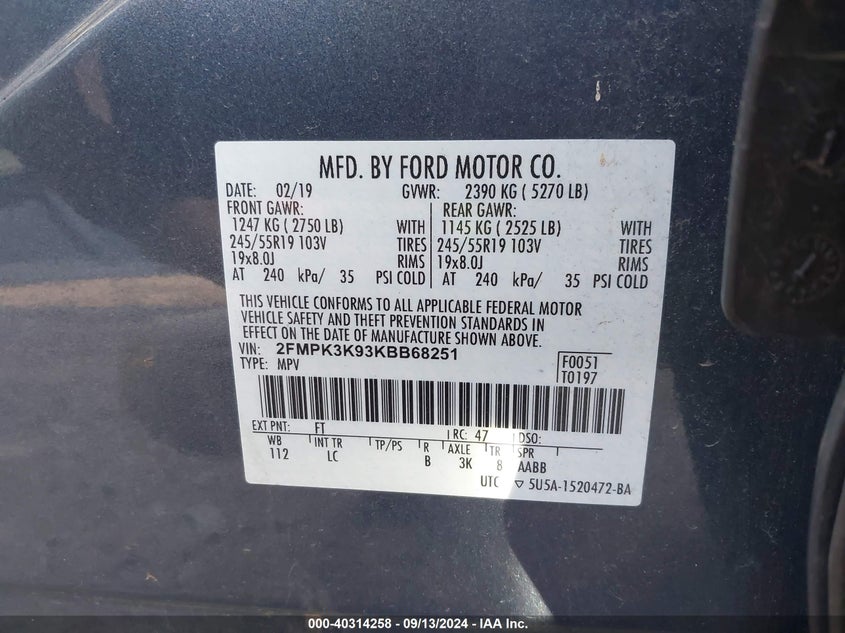 MFD. BY FORD MOTOR CO.
DATE: 02/19 GVWR: 2390 KG ( 5270 LB)
FRONT GAWR: REAR GAWR:
1247 KG ( 2750 LB) WITH 1145 KG ( 2525 LB) WITH
245/55R19 103V TIRES 245/55R19 103V TIRES
19x8.0J RIMS 19x8.0J RIMS
AT 240 kPa/ 35 PSI COLD AT 240 kPa/ 35 PSI COLD
THIS VEHICLE CONFORMS TO ALL APPLICABLE FEDERAL MOTOR
VEHICLE SAFETY AND THEFT PREVENTION STANDARDS IN
EFFECT ON THE DATE OF MANUFACTURE SHOWN ABOVE.
VIN: 2FMPK3K93KBB68251 F0051
TYPE: MPV T0197
EXT PNT: FT RC: 47 DSO:
WB INT TR TP/PS R AXLE TR SPR
112 LC B 3K 8 AABB
UTC ▽ 5U5A-1520472-BA
000-40314258 - 09/13/2024 - IAA Inc.